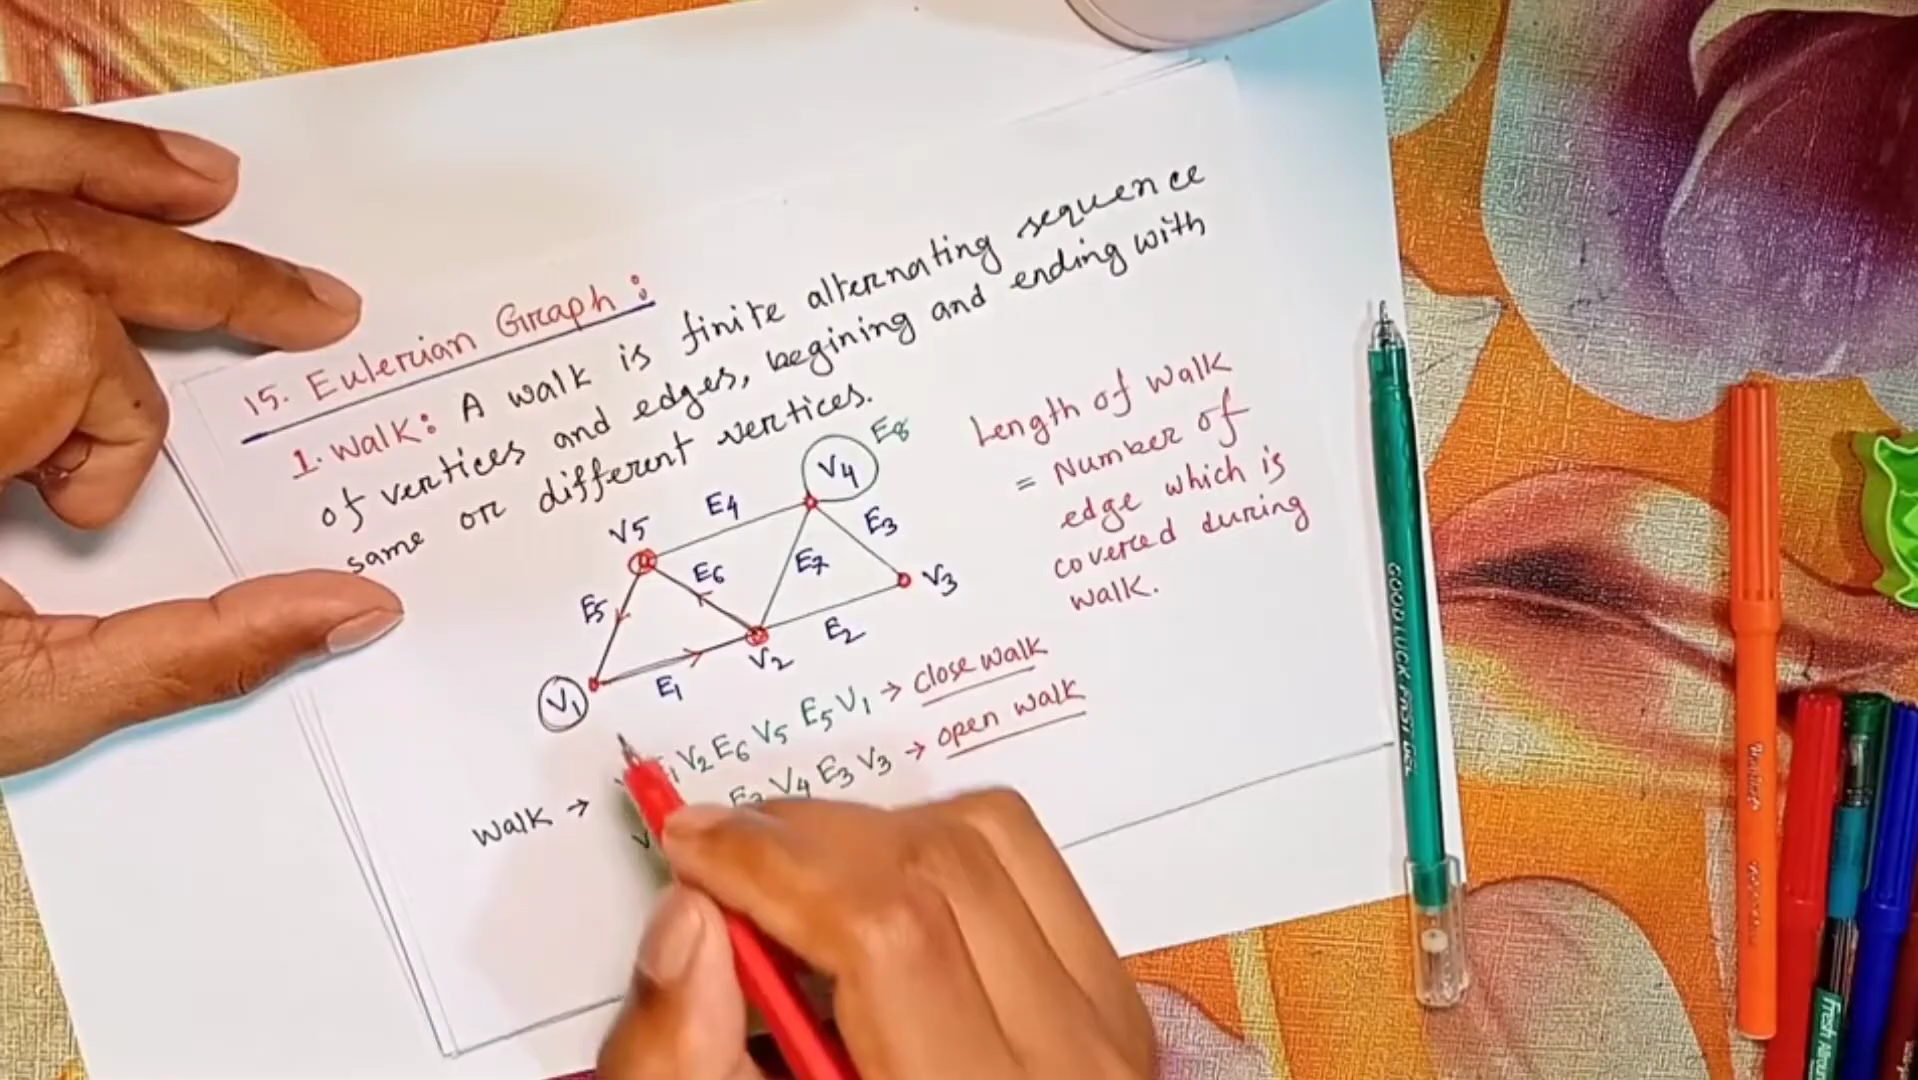 15. Eulerian Graph:
1. Walk: A walk is finite alternating sequence
of vertices and edges, begining and ending with
same or different vertices.
Length of walk
= Number of
edge which is
covered during
walk.
E8
V4
E4
V5
E3
E6
E7
V3
E5
E2
V2
E1
V1
Walk → V2 E6 V5 E5 V1 → close walk
V4 E3 V3 → open walk
GOOD LUCK FAST GEL